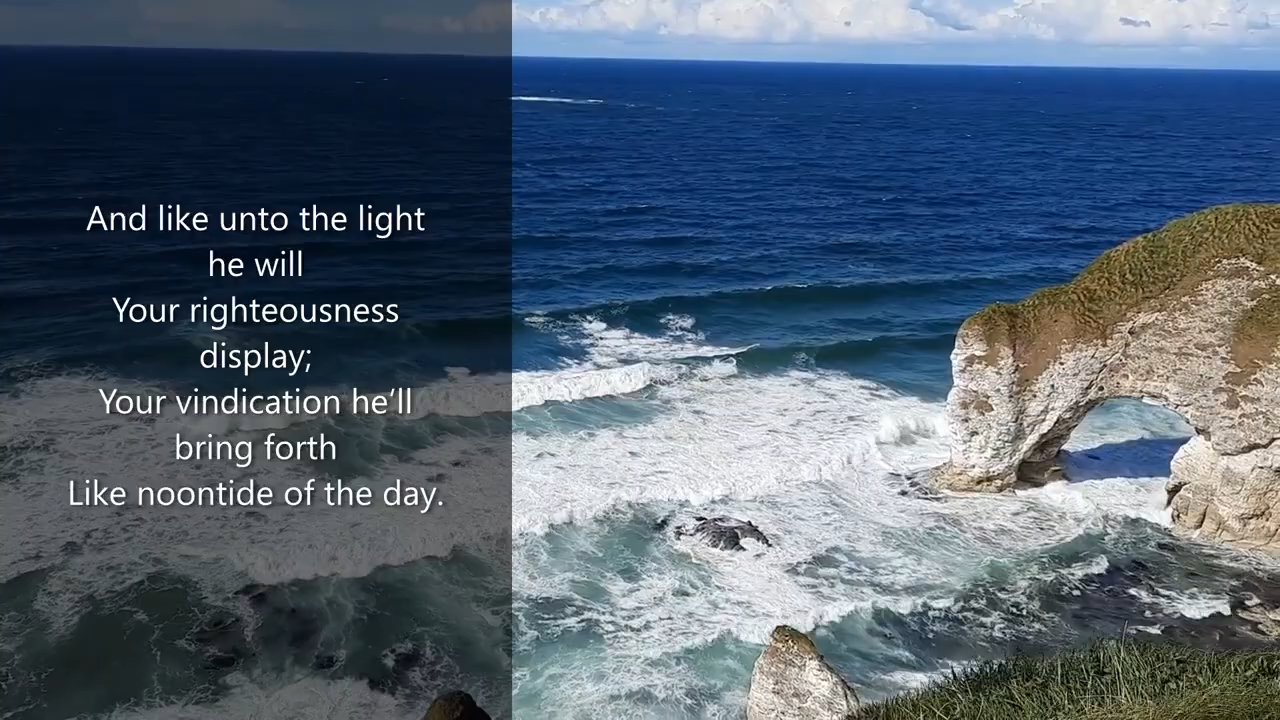 And like unto the light
he will
Your righteousness
display;
Your vindication he’ll
bring forth
Like noontide of the day.